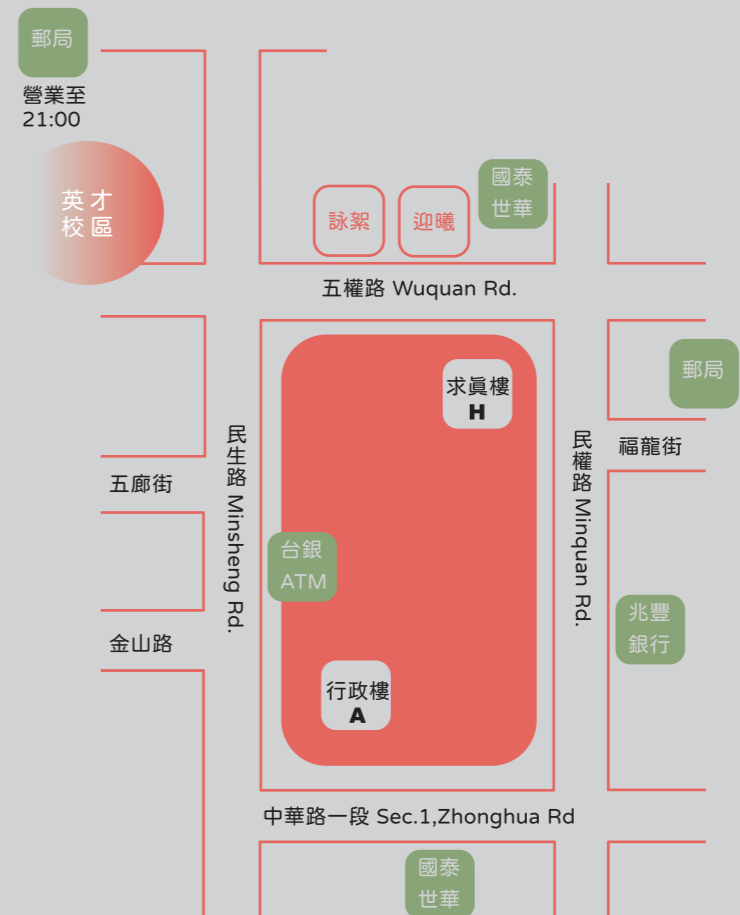 郵局
營業至
21:00
英才
校區
詠絮
迎曦
國泰
世華
五權路 Wuquan Rd.
求真樓
H
郵局
民生路 Minsheng Rd.
民權路 Minquan Rd.
福龍街
五廊街
台銀
ATM
兆豐
銀行
金山路
行政樓
A
中華路一段 Sec.1,Zhonghua Rd
國泰
世華